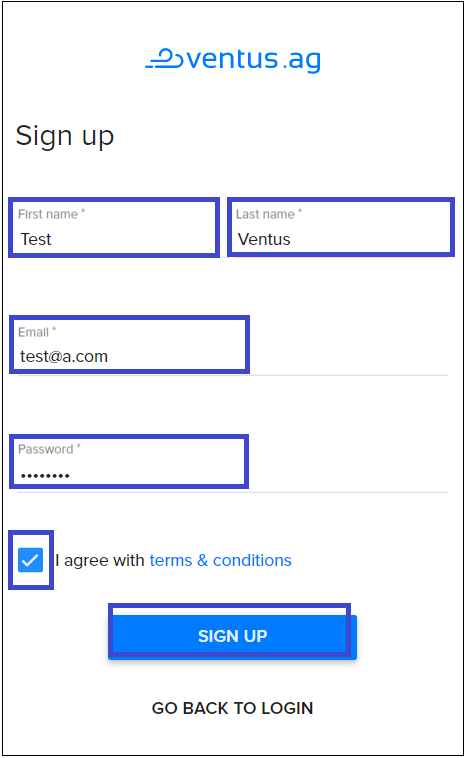 ventus.ag
Sign up
First name * Last name *
Test Ventus
Email *
test@a.com
Password *
••••••••
I agree with terms & conditions
SIGN UP
GO BACK TO LOGIN